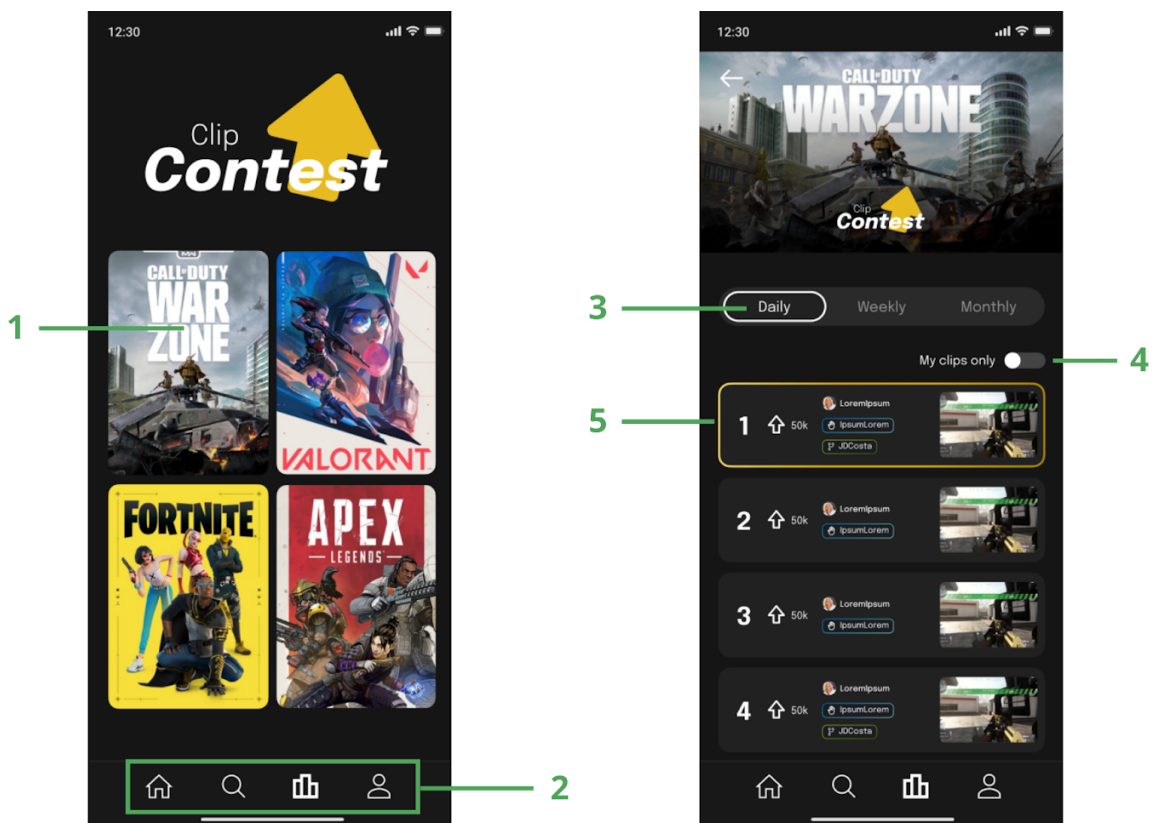 12:30
Clip
Contest
1
CALL OF DUTY
WAR
ZONE
VALORANT
FORTNITE
APEX
LEGENDS
2
12:30
CALL OF DUTY
WARZONE
Clip
Contest
3
Daily Weekly Monthly
My clips only
4
5
1 50k
LoremIpsum
IpsumLorem
JDCosta
2 50k
LoremIpsum
IpsumLorem
3 50k
LoremIpsum
IpsumLorem
4 50k
LoremIpsum
IpsumLorem
JDCosta